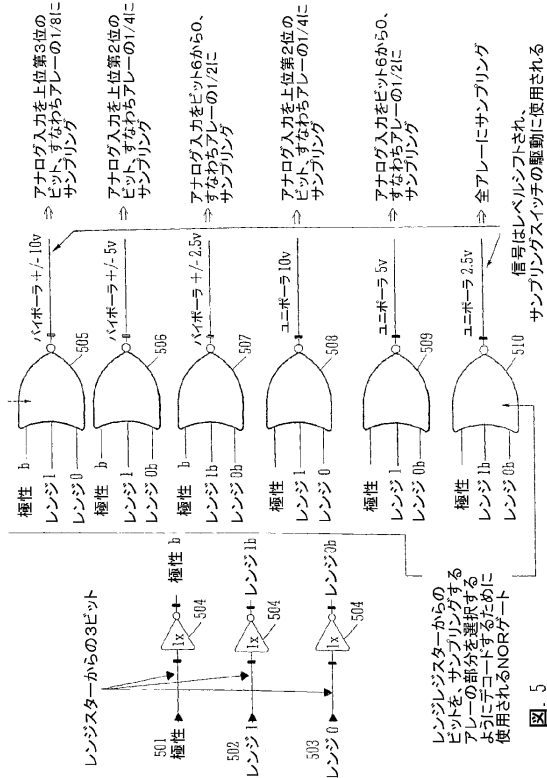 レンジスターからの3ビット
501
極性
極性 b
1x
504
502
レンジ 1
レンジ 1b
1x
504
503
レンジ 0
レンジ0b
1x
504
極性 b
レンジ 1
レンジ 0
505
バイポーラ +/- 10v
⇨ アナログ入力を上位第3位の
ビット、すなわちアレーの1/8に
サンプリング
極性 b
レンジ 1
レンジ 0b
506
バイポーラ +/- 5v
⇨ アナログ入力を上位第2位の
ビット、すなわちアレーの1/4に
サンプリング
極性 b
レンジ 1b
レンジ 0b
507
バイポーラ +/- 2.5v
⇨ アナログ入力をビット6から0、
すなわちアレーの1/2に
サンプリング
極性
レンジ 1
レンジ 0
508
ユニポーラ 10v
⇨ アナログ入力を上位第2位の
ビット、すなわちアレーの1/4に
サンプリング
極性
レンジ 1
レンジ 0b
509
ユニポーラ 5v
⇨ アナログ入力をビット6から0、
すなわちアレーの1/2に
サンプリング
極性
レンジ 1b
レンジ 0b
510
ユニポーラ 2.5v
⇨ 全アレーにサンプリング
信号はレベルシフトされ、
サンプリングスイッチの駆動に使用される
レンジレジスターからの
ビットを、サンプリングする
アレーの部分を選択する
ようにデコードするために
使用されるNORゲート
図. 5